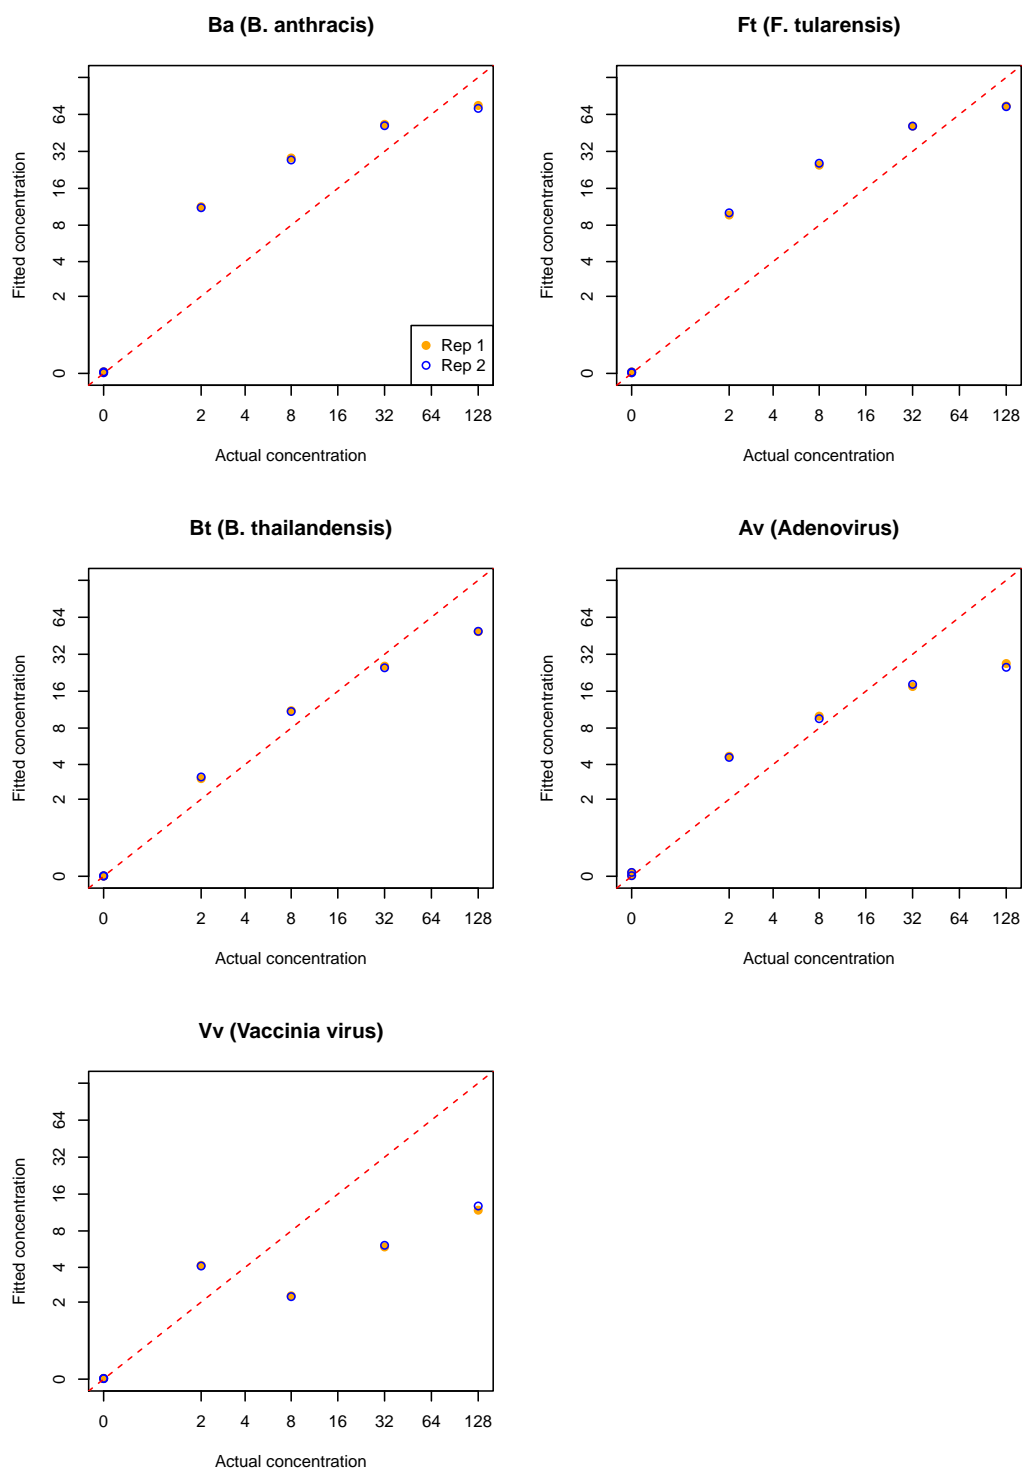 Ba (B. anthracis)
Fitted concentration
64
32
16
8
4
2
0
Rep 1
Rep 2
0 2 4 8 16 32 64 128
Actual concentration
Ft (F. tularensis)
Fitted concentration
64
32
16
8
4
2
0
0 2 4 8 16 32 64 128
Actual concentration
Bt (B. thailandensis)
Fitted concentration
64
32
16
8
4
2
0
0 2 4 8 16 32 64 128
Actual concentration
Av (Adenovirus)
Fitted concentration
64
32
16
8
4
2
0
0 2 4 8 16 32 64 128
Actual concentration
Vv (Vaccinia virus)
Fitted concentration
64
32
16
8
4
2
0
0 2 4 8 16 32 64 128
Actual concentration